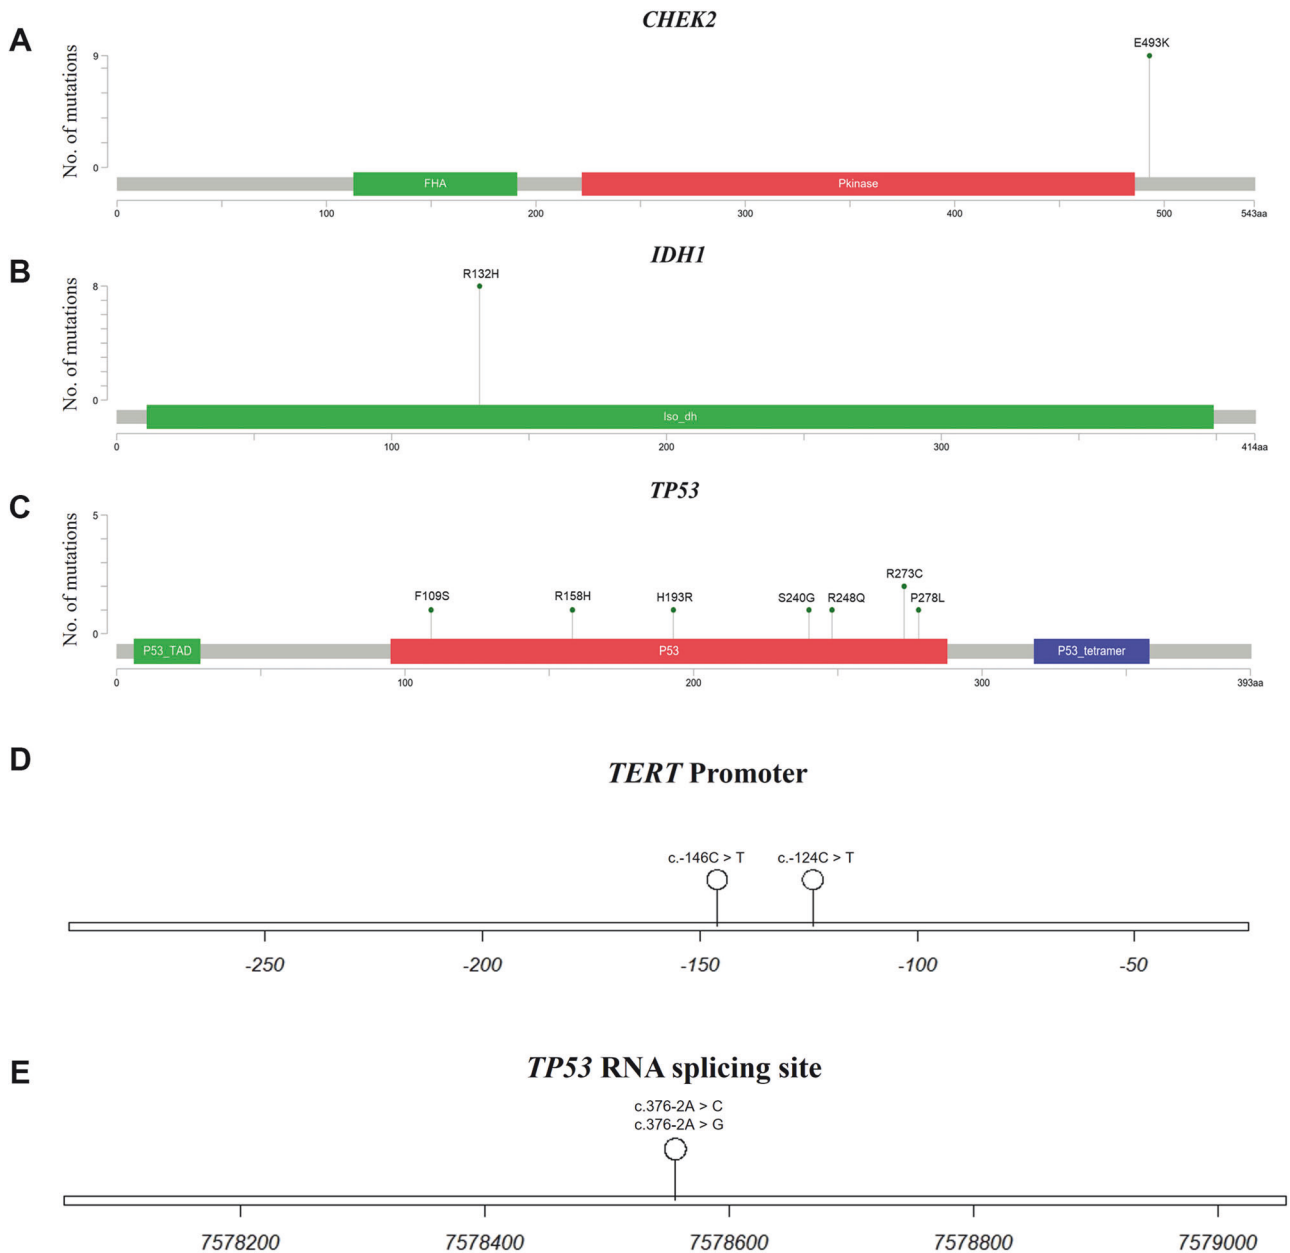 A
CHEK2
No. of mutations
9
0
E493K
FHA
Pkinase
0 100 200 300 400 500 543aa
B
IDH1
No. of mutations
8
0
R132H
Iso_dh
0 100 200 300 414aa
C
TP53
No. of mutations
5
0
F109S R158H H193R S240G R248Q R273C P278L
P53_TAD P53 P53_tetramer
0 100 200 300 393aa
D
TERT Promoter
c.-146C > T c.-124C > T
-250 -200 -150 -100 -50
E
TP53 RNA splicing site
c.376-2A > C
c.376-2A > G
7578200 7578400 7578600 7578800 7579000